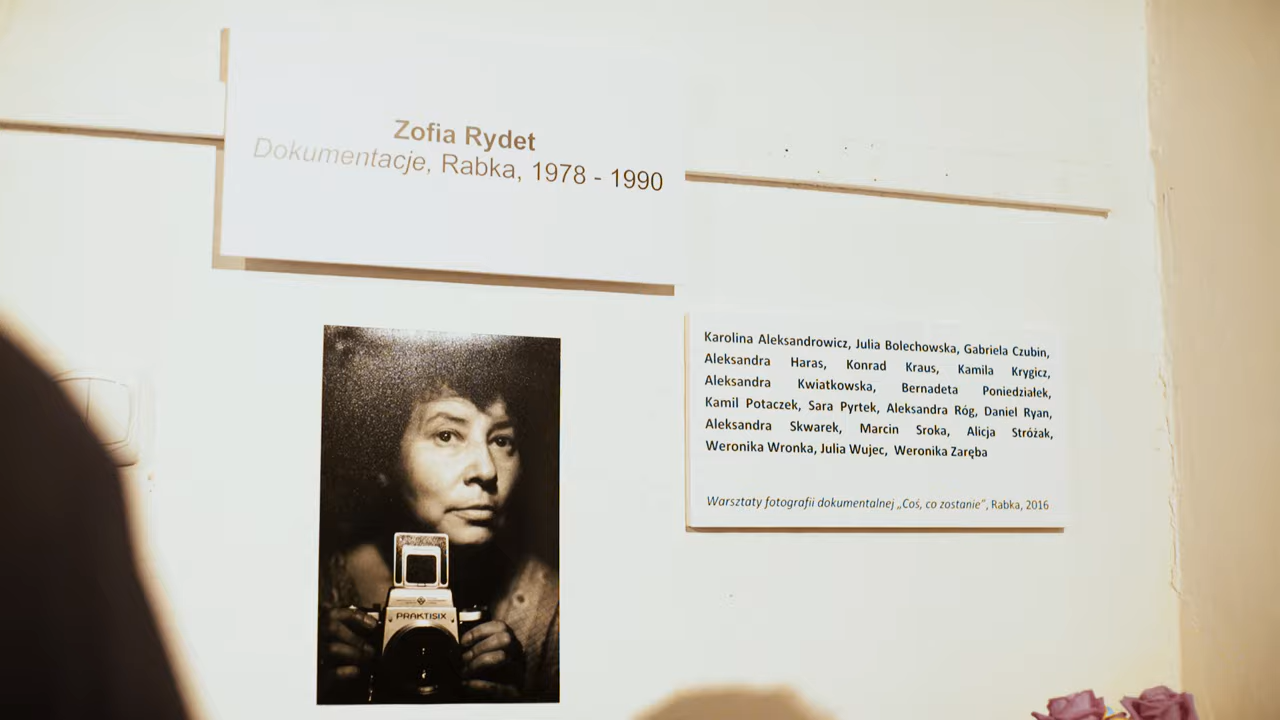 Zofia Rydet
Dokumentacje, Rabka, 1978 - 1990
Karolina Aleksandrowicz, Julia Bolechowska, Gabriela Czubin,
Aleksandra Haras, Konrad Kraus, Kamila Krygicz,
Aleksandra Kwiatkowska, Bernadeta Poniedziałek,
Kamil Potaczek, Sara Pyrtek, Aleksandra Róg, Daniel Ryan,
Aleksandra Skwarek, Marcin Sroka, Alicja Stróżak,
Weronika Wronka, Julia Wujec, Weronika Zaręba
Warsztaty fotografii dokumentalnej „Coś, co zostanie”, Rabka, 2016
PRAKTISIX